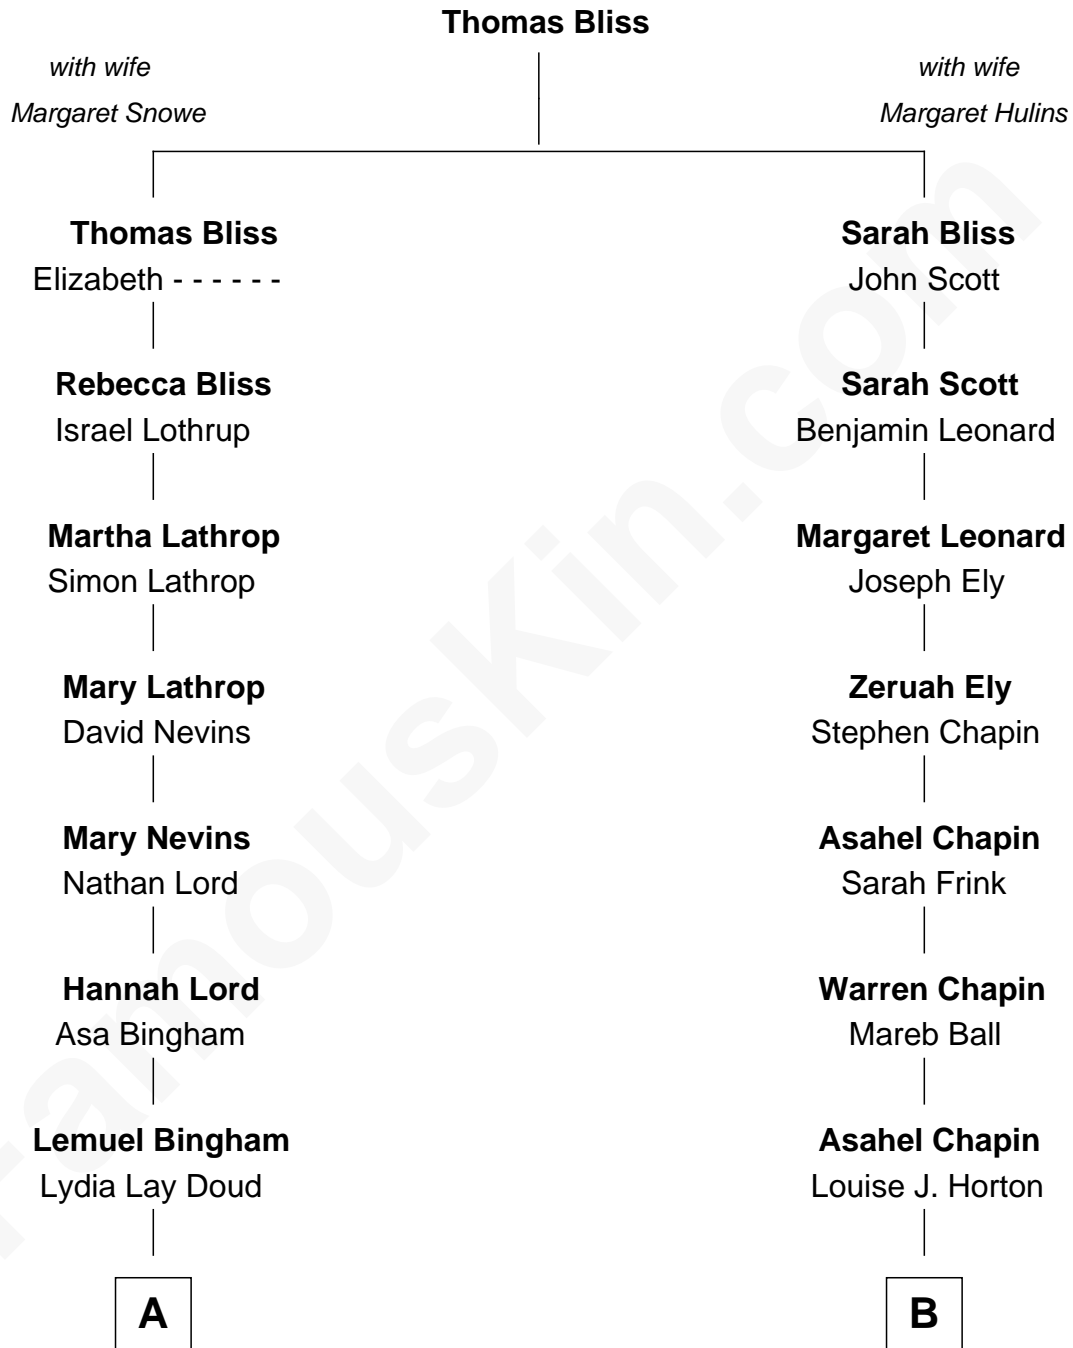 Thomas Bliss
with wife
Margaret Snowe
with wife
Margaret Hulins
Thomas Bliss
Elizabeth - - - - - -
Sarah Bliss
John Scott
Rebecca Bliss
Israel Lothrup
Sarah Scott
Benjamin Leonard
Martha Lathrop
Simon Lathrop
Margaret Leonard
Joseph Ely
Mary Lathrop
David Nevins
Zeruah Ely
Stephen Chapin
Mary Nevins
Nathan Lord
Asahel Chapin
Sarah Frink
Hannah Lord
Asa Bingham
Warren Chapin
Mareb Ball
Lemuel Bingham
Lydia Lay Doud
Asahel Chapin
Louise J. Horton
A
B
FamousKin.com